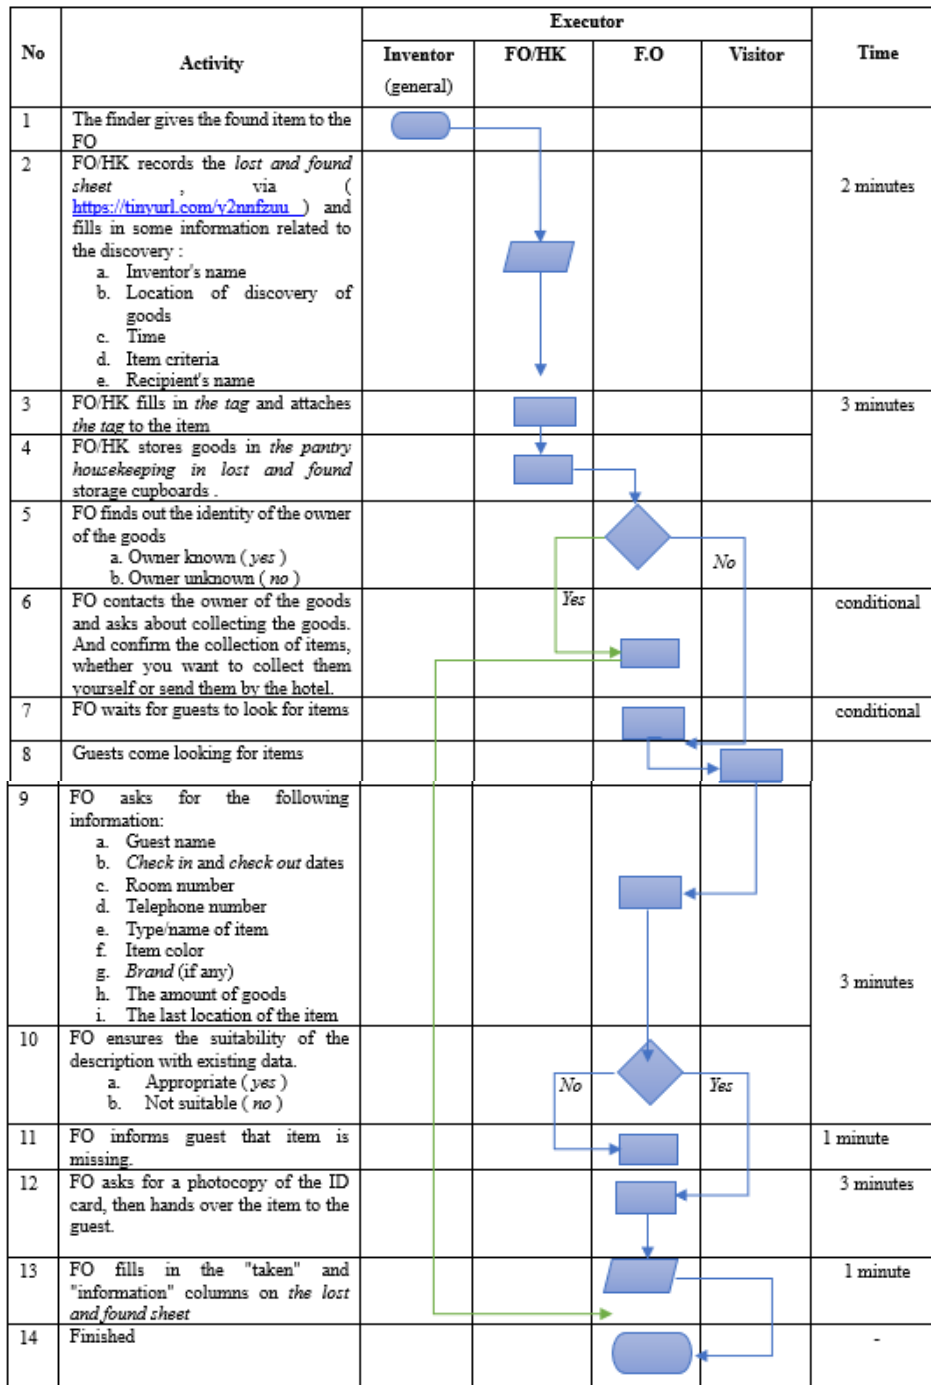 Executor
No
Activity
Inventor
(general)
FO/HK
F.O
Visitor
Time
1
The finder gives the found item to the
FO
2
FO/HK records the lost and found
sheet , via (
https://tinyurl.com/y2nnfzuu ) and
fills in some information related to
the discovery :
a. Inventor's name
b. Location of discovery of
goods
c. Time
d. Item criteria
e. Recipient's name
2 minutes
3
FO/HK fills in the tag and attaches
the tag to the item
3 minutes
4
FO/HK stores goods in the pantry
housekeeping in lost and found
storage cupboards .
5
FO finds out the identity of the owner
of the goods
a. Owner known ( yes )
b. Owner unknown ( no )
No
6
FO contacts the owner of the goods
and asks about collecting the goods.
And confirm the collection of items,
whether you want to collect them
yourself or send them by the hotel.
Yes
conditional
7
FO waits for guests to look for items
conditional
8
Guests come looking for items
9
FO asks for the following
information:
a. Guest name
b. Check in and check out dates
c. Room number
d. Telephone number
e. Type/name of item
f. Item color
g. Brand (if any)
h. The amount of goods
i. The last location of the item
3 minutes
10
FO ensures the suitability of the
description with existing data.
a. Appropriate ( yes )
b. Not suitable ( no )
No
Yes
11
FO informs guest that item is
missing.
1 minute
12
FO asks for a photocopy of the ID
card, then hands over the item to the
guest.
3 minutes
13
FO fills in the "taken" and
"information" columns on the lost
and found sheet
1 minute
14
Finished
-